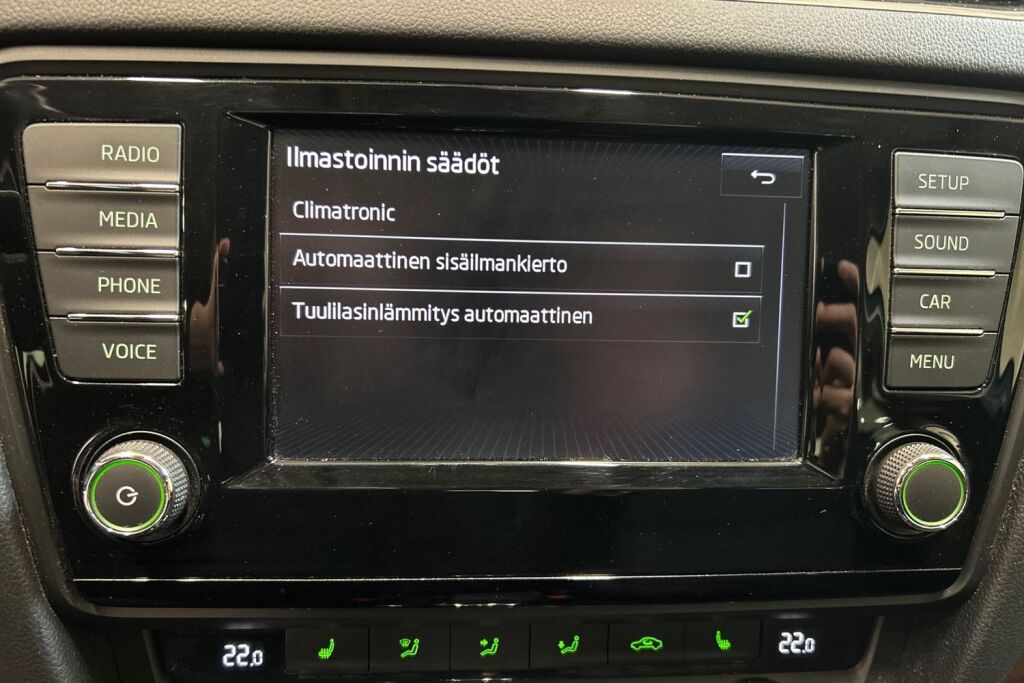 RADIO
MEDIA
PHONE
VOICE
Ilmastoinnin säädöt
Climatronic
Automaattinen sisäilmankierto
Tuulilasinlämmitys automaattinen
SETUP
SOUND
CAR
MENU
22.0
22.0